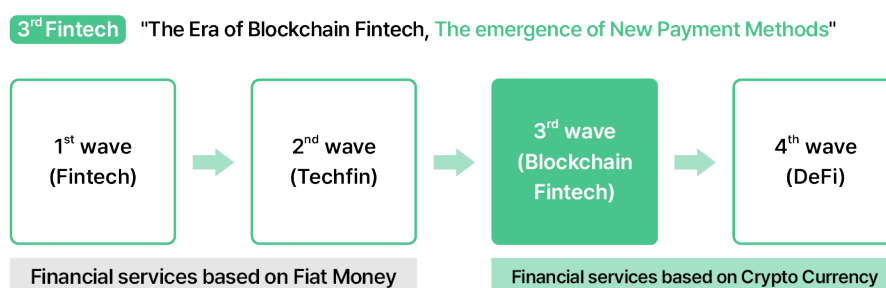 3rd Fintech "The Era of Blockchain Fintech, The emergence of New Payment Methods"
1st wave
(Fintech)
2nd wave
(Techfin)
3rd wave
(Blockchain
Fintech)
4th wave
(DeFi)
Financial services based on Fiat Money
Financial services based on Crypto Currency